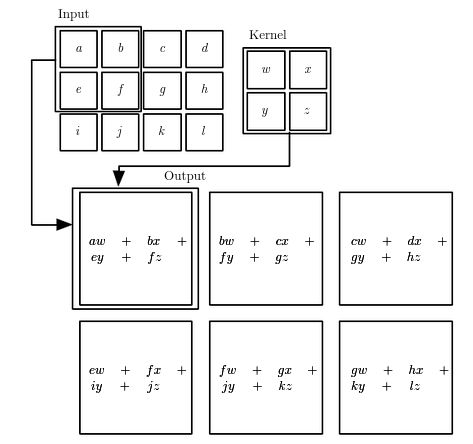 Input
a b c d
Kernel
e f g h
w x
i j k l
y z
Output
aw + bx + bw + cx + cw + dx +
ey + fz fy + gz gy + hz
ew + fx + fw + gx + gw + hx +
iy + jz jy + kz ky + lz